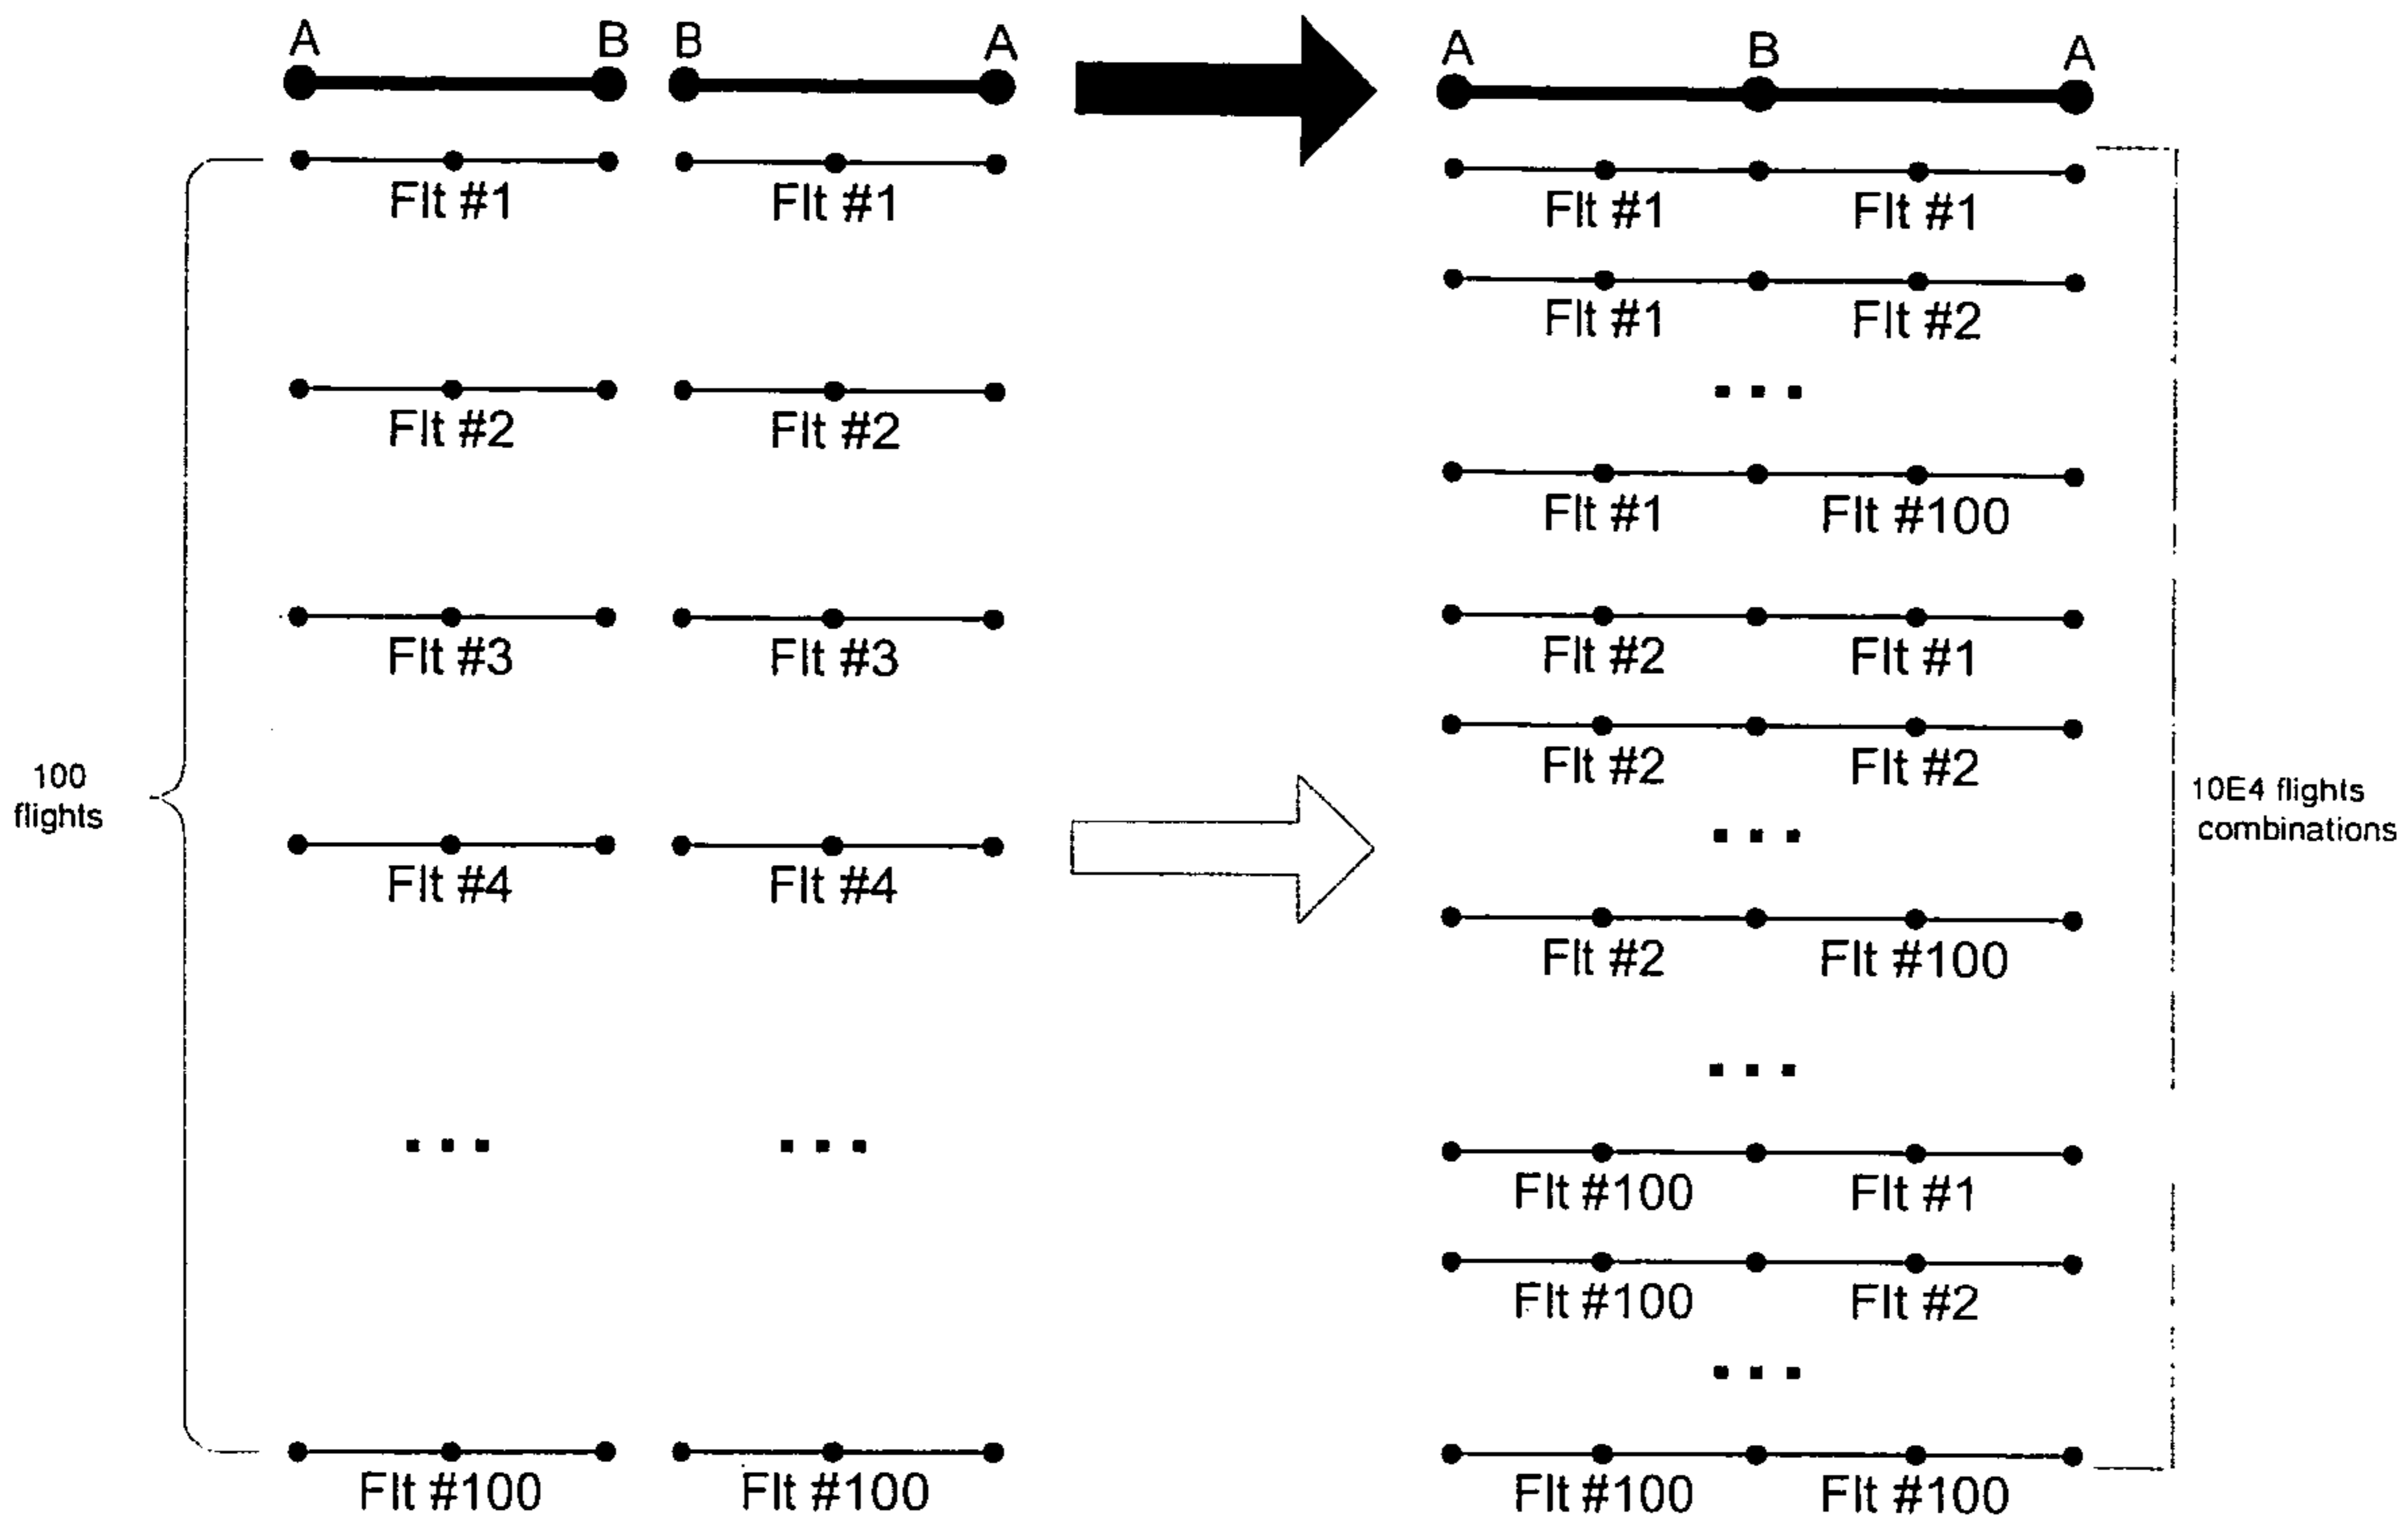 A B B A A B A
Flt #1 Flt #1 Flt #1 Flt #1
Flt #1 Flt #2
Flt #2 Flt #2
Flt #1 Flt #100
Flt #3 Flt #3 Flt #2 Flt #1
Flt #2 Flt #2
100
flights
10E4 flights
combinations
Flt #4 Flt #4
Flt #2 Flt #100
Flt #100 Flt #1
Flt #100 Flt #2
Flt #100 Flt #100 Flt #100 Flt #100